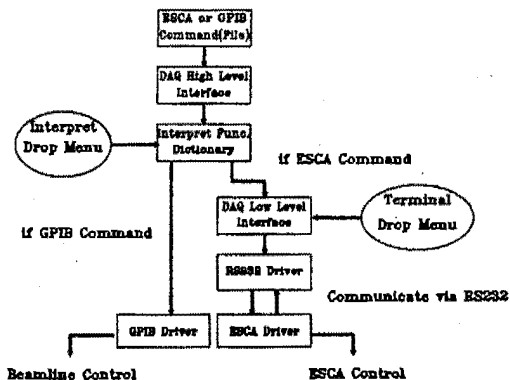 ESCA or GPIB
Command(File)
DAQ High Level
Interface
Interpret
Drop Menu
Interpret Func.
Dictionary
if ESCA Command
DAQ Low Level
Interface
Terminal
Drop Menu
if GPIB Command
RS232 Driver
Communicate via RS232
GPIB Driver
ESCA Driver
Beamline Control
ESCA Control